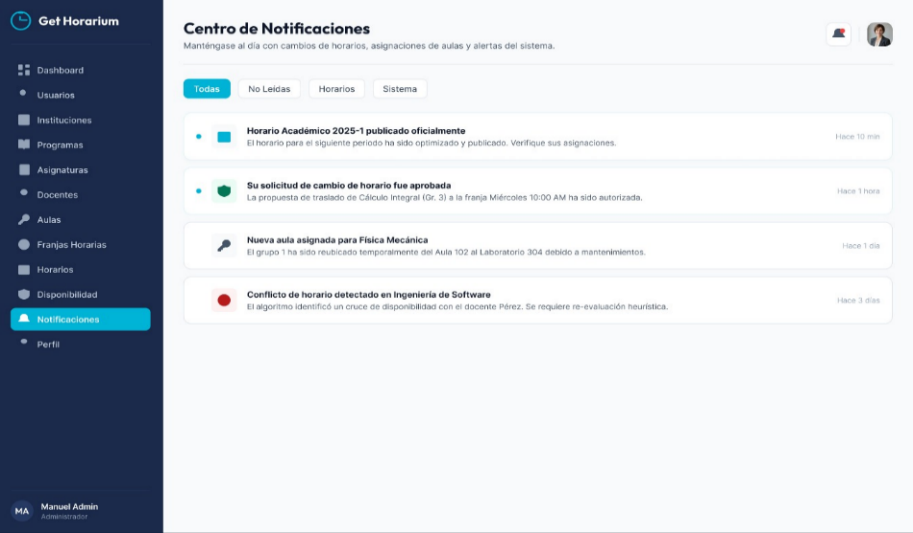 Get Horarium
Dashboard
Usuarios
Instituciones
Programas
Asignaturas
Docentes
Aulas
Franjas Horarias
Horarios
Disponibilidad
Notificaciones
Perfil
MA
Manuel Admin
Administrador
Centro de Notificaciones
Manténgase al día con cambios de horarios, asignaciones de aulas y alertas del sistema.
Todas
No Leídas
Horarios
Sistema
Horario Académico 2025-1 publicado oficialmente
Hace 10 min
El horario para el siguiente periodo ha sido optimizado y publicado. Verifique sus asignaciones.
Su solicitud de cambio de horario fue aprobada
Hace 1 hora
La propuesta de traslado de Cálculo Integral (Gr. 3) a la franja Miércoles 10:00 AM ha sido autorizada.
Nueva aula asignada para Física Mecánica
Hace 1 día
El grupo 1 ha sido reubicado temporalmente del Aula 102 al Laboratorio 304 debido a mantenimientos.
Conflicto de horario detectado en Ingeniería de Software
Hace 3 días
El algoritmo identificó un cruce de disponibilidad con el docente Pérez. Se requiere re-evaluación heurística.